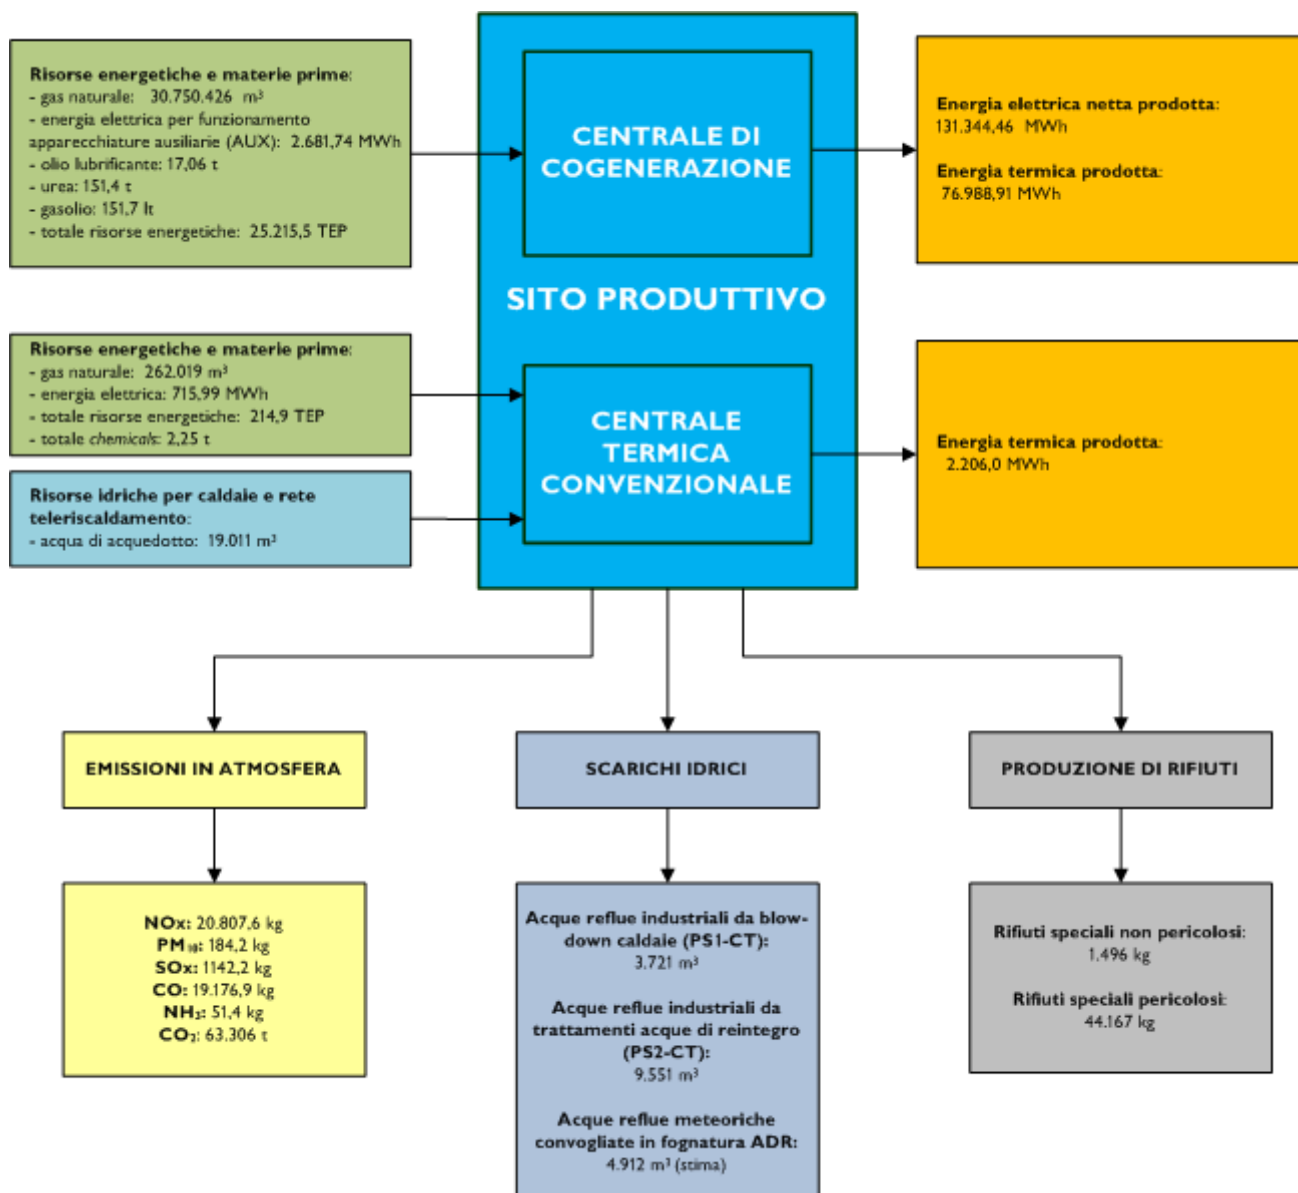 Risorse energetiche e materie prime:
- gas naturale: 30.750.426 m³
- energia elettrica per funzionamento
apparecchiature ausiliarie (AUX): 2.681,74 MWh
- olio lubrificante: 17,06 t
- urea: 151,4 t
- gasolio: 151,7 lt
- totale risorse energetiche: 25.215,5 TEP
CENTRALE DI
COGENERAZIONE
Energia elettrica netta prodotta:
131.344,46 MWh
Energia termica prodotta:
76.988,91 MWh
SITO PRODUTTIVO
Risorse energetiche e materie prime:
- gas naturale: 262.019 m³
- energia elettrica: 715,99 MWh
- totale risorse energetiche: 214,9 TEP
- totale chemicals: 2,25 t
Risorse idriche per caldaie e rete
teleriscaldamento:
- acqua di acquedotto: 19.011 m³
CENTRALE
TERMICA
CONVENZIONALE
Energia termica prodotta:
2.206,0 MWh
EMISSIONI IN ATMOSFERA
NOx: 20.807,6 kg
PM₁₀: 184,2 kg
SOx: 1142,2 kg
CO: 19.176,9 kg
NH₃: 51,4 kg
CO₂: 63.306 t
SCARICHI IDRICI
Acque reflue industriali da blow-
down caldaie (PS1-CT):
3.721 m³
Acque reflue industriali da
trattamenti acque di reintegro
(PS2-CT):
9.551 m³
Acque reflue meteoriche
convogliate in fognatura ADR:
4.912 m³ (stima)
PRODUZIONE DI RIFIUTI
Rifiuti speciali non pericolosi:
1.496 kg
Rifiuti speciali pericolosi:
44.167 kg